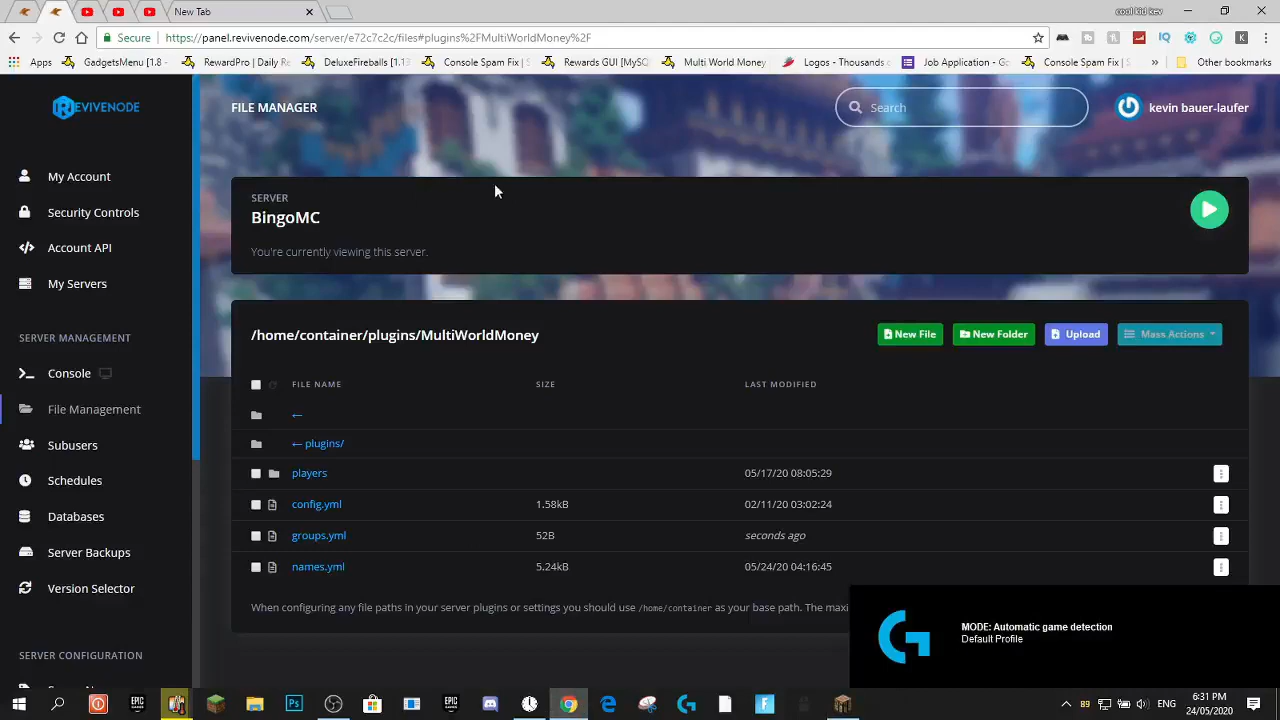 New Tab
cool kid kev
Secure
https://panel.revivenode.com/server/e72c7c2c/files#plugins%2FMultiWorldMoney%2F
Apps
GadgetsMenu [1.8 -
RewardPro | Daily Re
DeluxeFireballs [1.13
Console Spam Fix | S
Rewards GUI [MySQ
Multi World Money
Logos - Thousands o
Job Application - Go
Console Spam Fix | S
Other bookmarks
REVIVENODE
FILE MANAGER
Search
kevin bauer-laufer
My Account
Security Controls
Account API
My Servers
SERVER MANAGEMENT
Console
File Management
Subusers
Schedules
Databases
Server Backups
Version Selector
SERVER CONFIGURATION
SERVER
BingoMC
You're currently viewing this server.
/home/container/plugins/MultiWorldMoney
New File
New Folder
Upload
Mass Actions
FILE NAME SIZE LAST MODIFIED
←
← plugins/
players 05/17/20 08:05:29
config.yml 1.58kB 02/11/20 03:02:24
groups.yml 52B seconds ago
names.yml 5.24kB 05/24/20 04:16:45
When configuring any file paths in your server plugins or settings you should use /home/container as your base path. The maxi
MODE: Automatic game detection
Default Profile
ENG
6:31 PM
24/05/2020